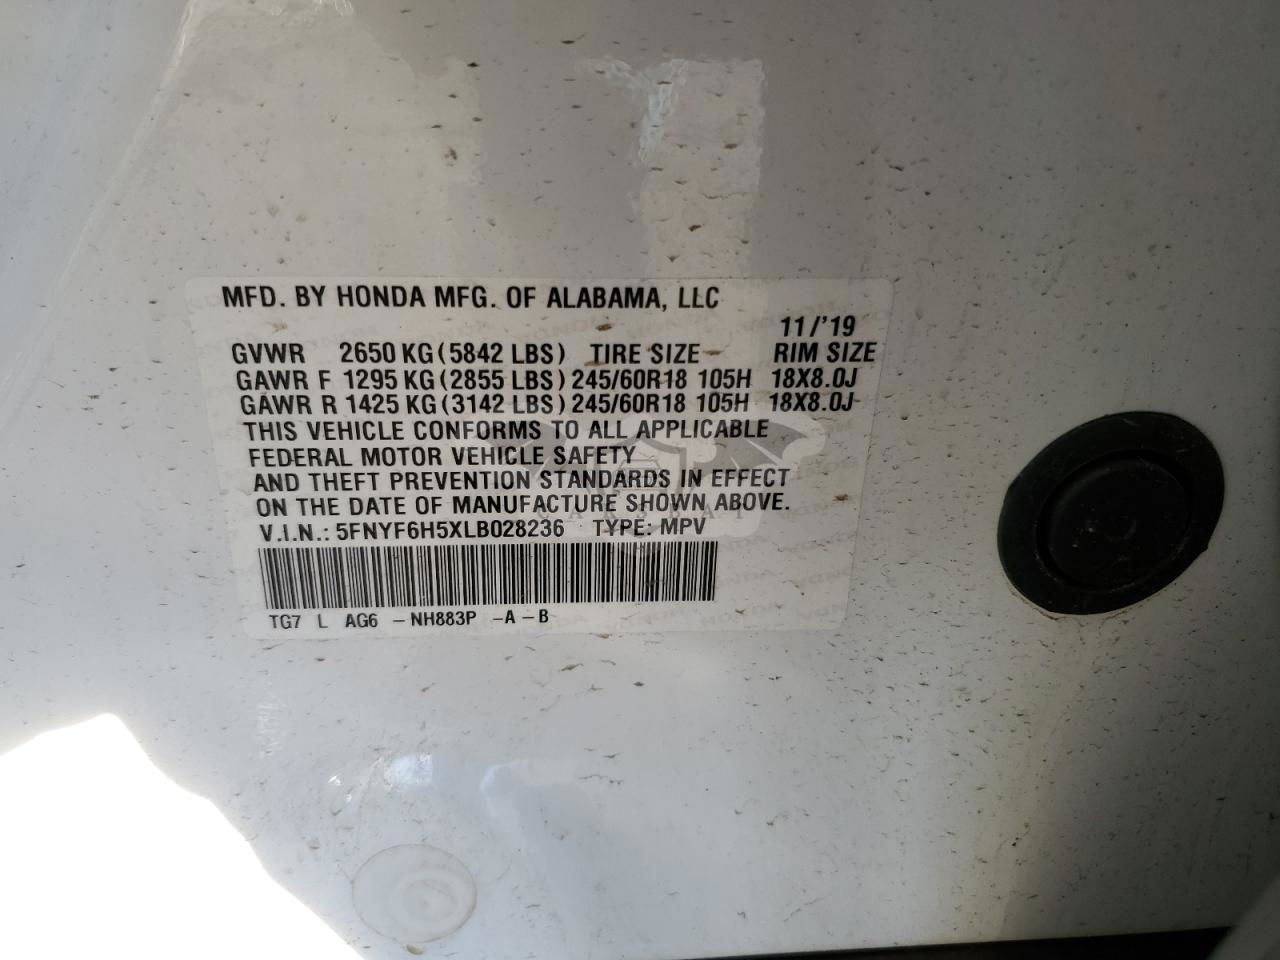 MFD. BY HONDA MFG. OF ALABAMA, LLC
11/'19
GVWR 2650 KG (5842 LBS) TIRE SIZE RIM SIZE
GAWR F 1295 KG (2855 LBS) 245/60R18 105H 18X8.0J
GAWR R 1425 KG (3142 LBS) 245/60R18 105H 18X8.0J
THIS VEHICLE CONFORMS TO ALL APPLICABLE
FEDERAL MOTOR VEHICLE SAFETY
AND THEFT PREVENTION STANDARDS IN EFFECT
ON THE DATE OF MANUFACTURE SHOWN ABOVE.
V.I.N.: 5FNYF6H5XLB028236 TYPE: MPV
TG7 L AG6 -NH883P -A-B